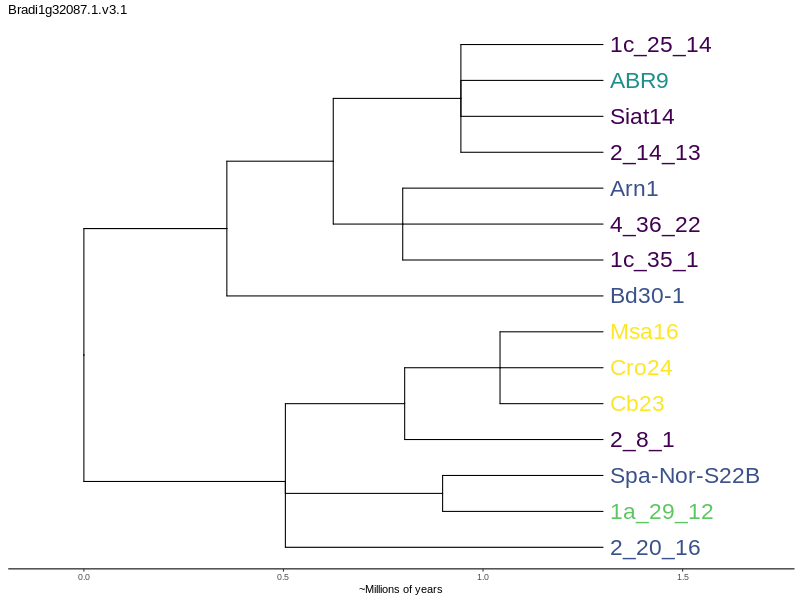 Bradi1g32087.1.v3.1
1c_25_14
ABR9
Siat14
2_14_13
Arn1
4_36_22
1c_35_1
Bd30-1
Msa16
Cro24
Cb23
2_8_1
Spa-Nor-S22B
1a_29_12
2_20_16
0.0 0.5 1.0 1.5
~Millions of years